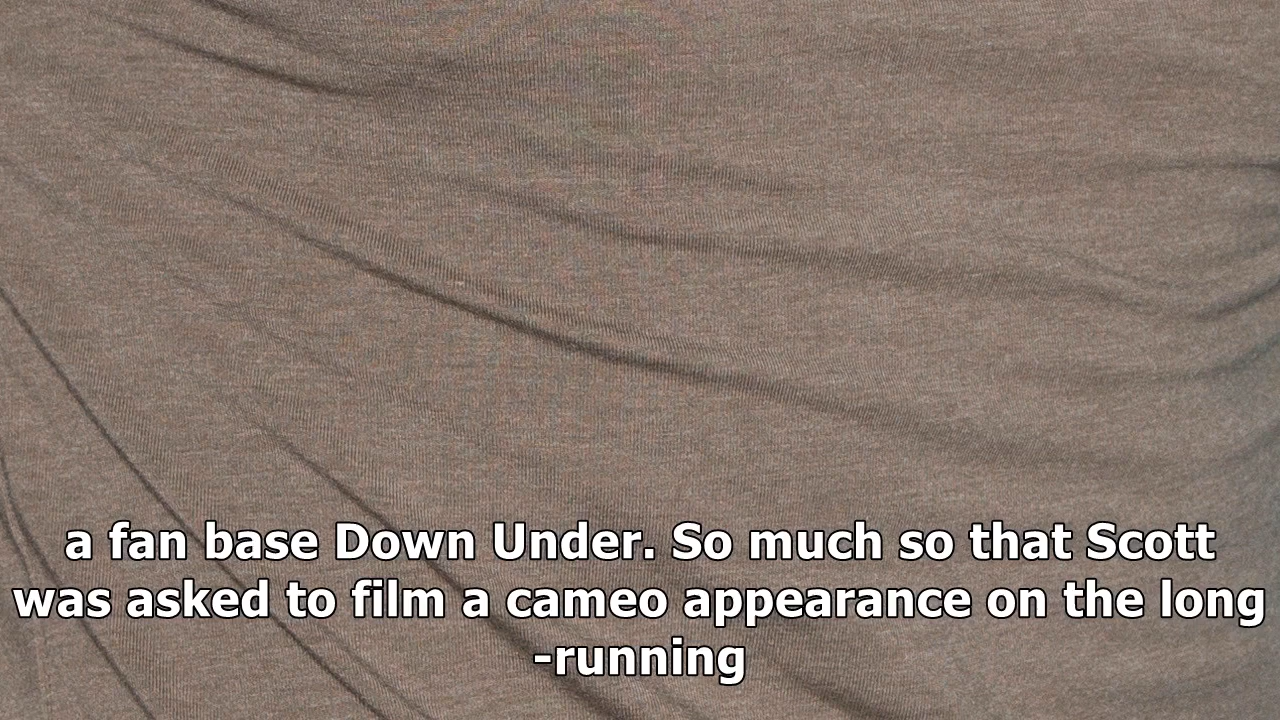 a fan base Down Under. So much so that Scott
was asked to film a cameo appearance on the long
-running